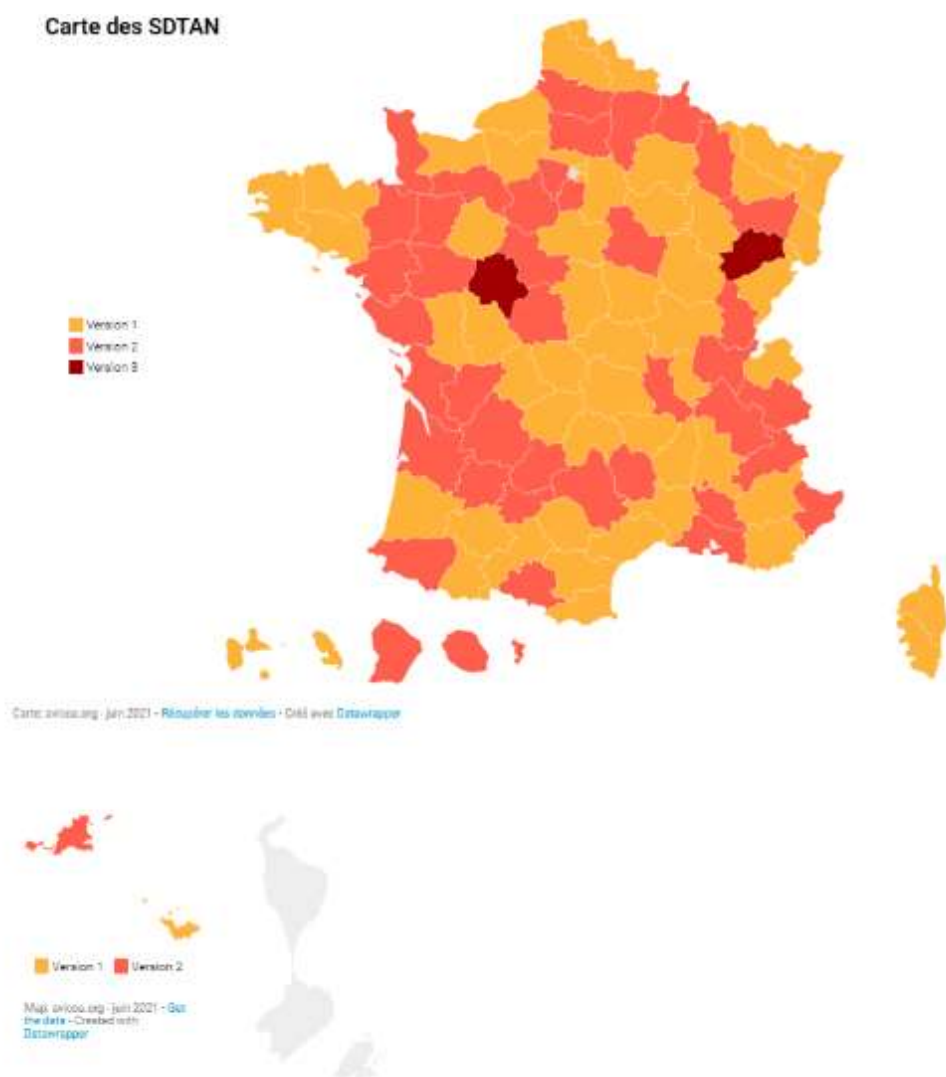 Carte des SDTAN
Version 1
Version 2
Version 3
Carte: avicca.org - juin 2021 • Récupérer les données • Créé avec Datawrapper
Version 1 Version 2
Map: avicca.org - juin 2021 • Get
the data • Created with
Datawrapper